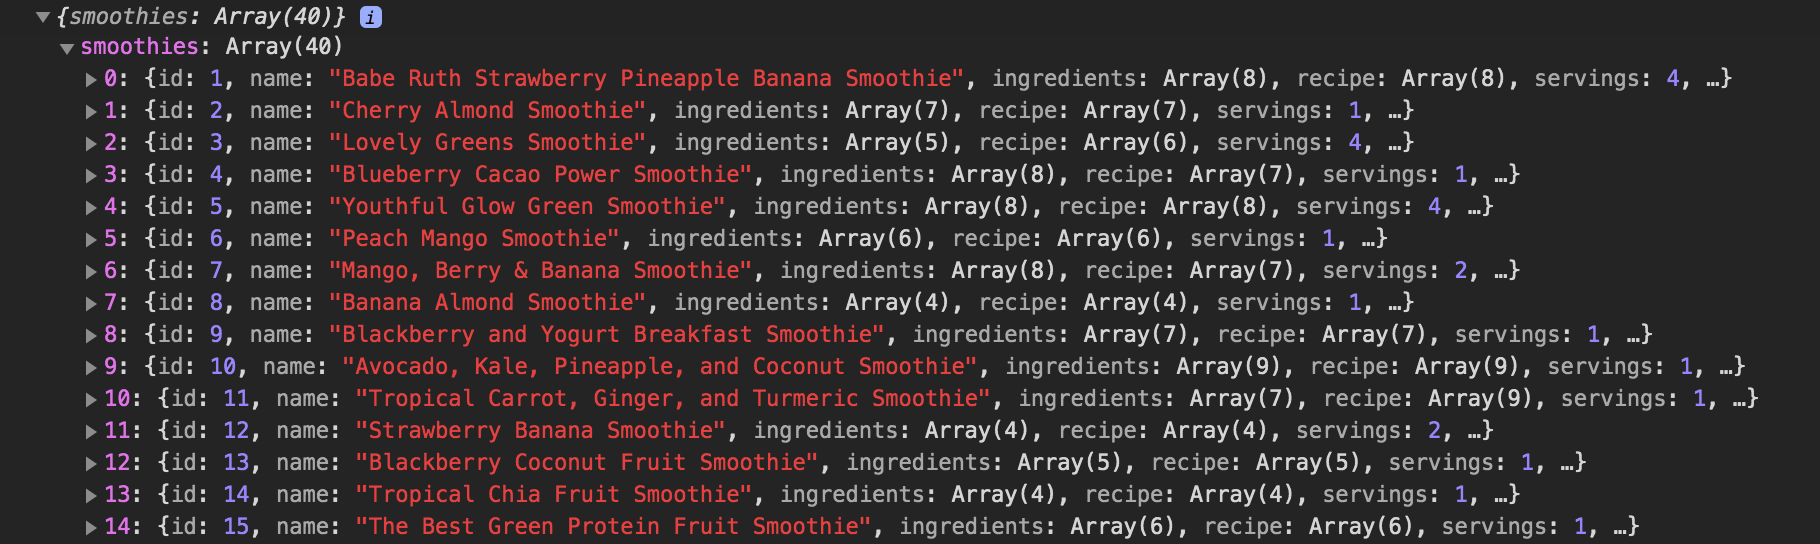 ▼{smoothies: Array(40)} i
▼smoothies: Array(40)
▶0: {id: 1, name: "Babe Ruth Strawberry Pineapple Banana Smoothie", ingredients: Array(8), recipe: Array(8), servings: 4, …}
▶1: {id: 2, name: "Cherry Almond Smoothie", ingredients: Array(7), recipe: Array(7), servings: 1, …}
▶2: {id: 3, name: "Lovely Greens Smoothie", ingredients: Array(5), recipe: Array(6), servings: 4, …}
▶3: {id: 4, name: "Blueberry Cacao Power Smoothie", ingredients: Array(8), recipe: Array(7), servings: 1, …}
▶4: {id: 5, name: "Youthful Glow Green Smoothie", ingredients: Array(8), recipe: Array(8), servings: 4, …}
▶5: {id: 6, name: "Peach Mango Smoothie", ingredients: Array(6), recipe: Array(6), servings: 1, …}
▶6: {id: 7, name: "Mango, Berry & Banana Smoothie", ingredients: Array(8), recipe: Array(7), servings: 2, …}
▶7: {id: 8, name: "Banana Almond Smoothie", ingredients: Array(4), recipe: Array(4), servings: 1, …}
▶8: {id: 9, name: "Blackberry and Yogurt Breakfast Smoothie", ingredients: Array(7), recipe: Array(7), servings: 1, …}
▶9: {id: 10, name: "Avocado, Kale, Pineapple, and Coconut Smoothie", ingredients: Array(9), recipe: Array(9), servings: 1, …}
▶10: {id: 11, name: "Tropical Carrot, Ginger, and Turmeric Smoothie", ingredients: Array(7), recipe: Array(9), servings: 1, …}
▶11: {id: 12, name: "Strawberry Banana Smoothie", ingredients: Array(4), recipe: Array(4), servings: 2, …}
▶12: {id: 13, name: "Blackberry Coconut Fruit Smoothie", ingredients: Array(5), recipe: Array(5), servings: 1, …}
▶13: {id: 14, name: "Tropical Chia Fruit Smoothie", ingredients: Array(4), recipe: Array(4), servings: 1, …}
▶14: {id: 15, name: "The Best Green Protein Fruit Smoothie", ingredients: Array(6), recipe: Array(6), servings: 1, …}